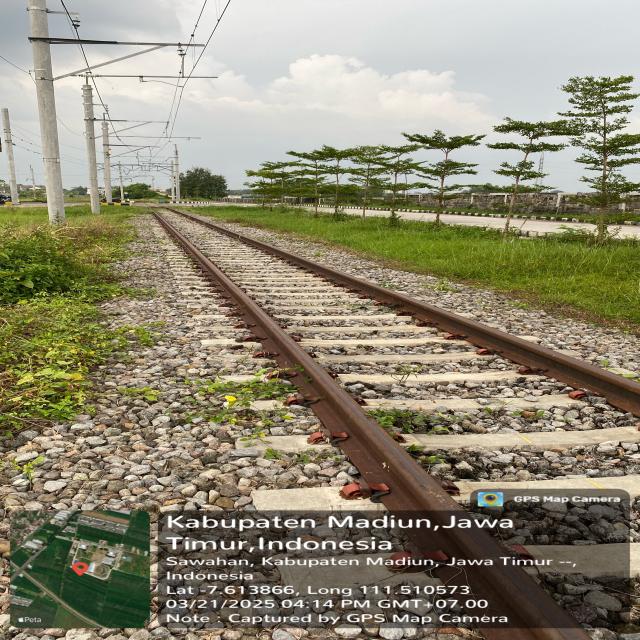 GPS Map Camera
Kabupaten Madiun,Jawa
Timur,Indonesia
Sawahan, Kabupaten Madiun, Jawa Timur --,
Indonesia
Lat -7.613866, Long 111.510573
03/21/2025 04:14 PM GMT+07.00
Note : Captured by GPS Map Camera
Peta